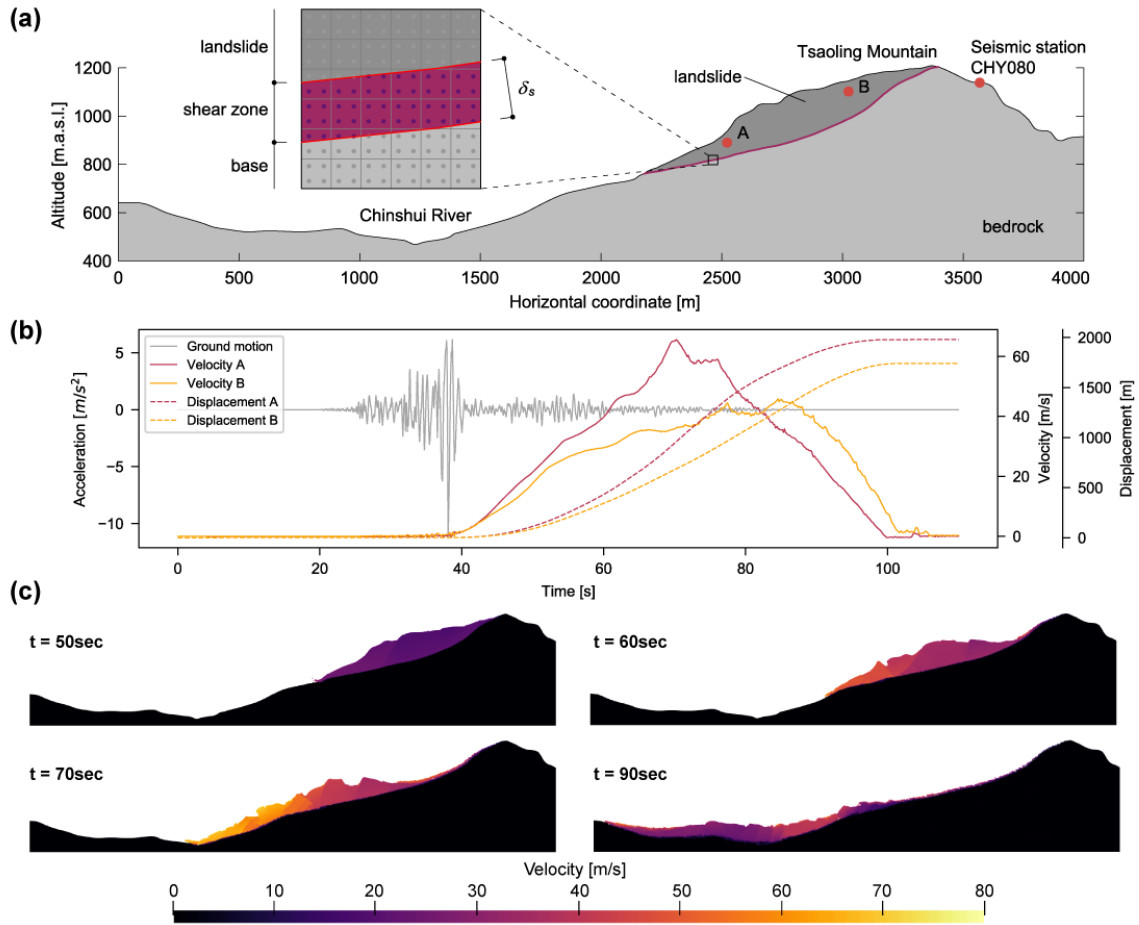 (a)
landslide
shear zone
base
δs
Tsaoling Mountain
Seismic station
CHY080
landslide
B
A
Chinshui River
bedrock
Altitude [m.a.s.l.]
1200
1000
800
600
400
0 500 1000 1500 2000 2500 3000 3500 4000
Horizontal coordinate [m]
(b)
Ground motion
Velocity A
Velocity B
Displacement A
Displacement B
Acceleration [m/s²]
5
0
−5
−10
60
40
20
0
Velocity [m/s]
2000
1500
1000
500
0
Displacement [m]
0 20 40 60 80 100
Time [s]
(c)
t = 50sec
t = 60sec
t = 70sec
t = 90sec
Velocity [m/s]
0 10 20 30 40 50 60 70 80